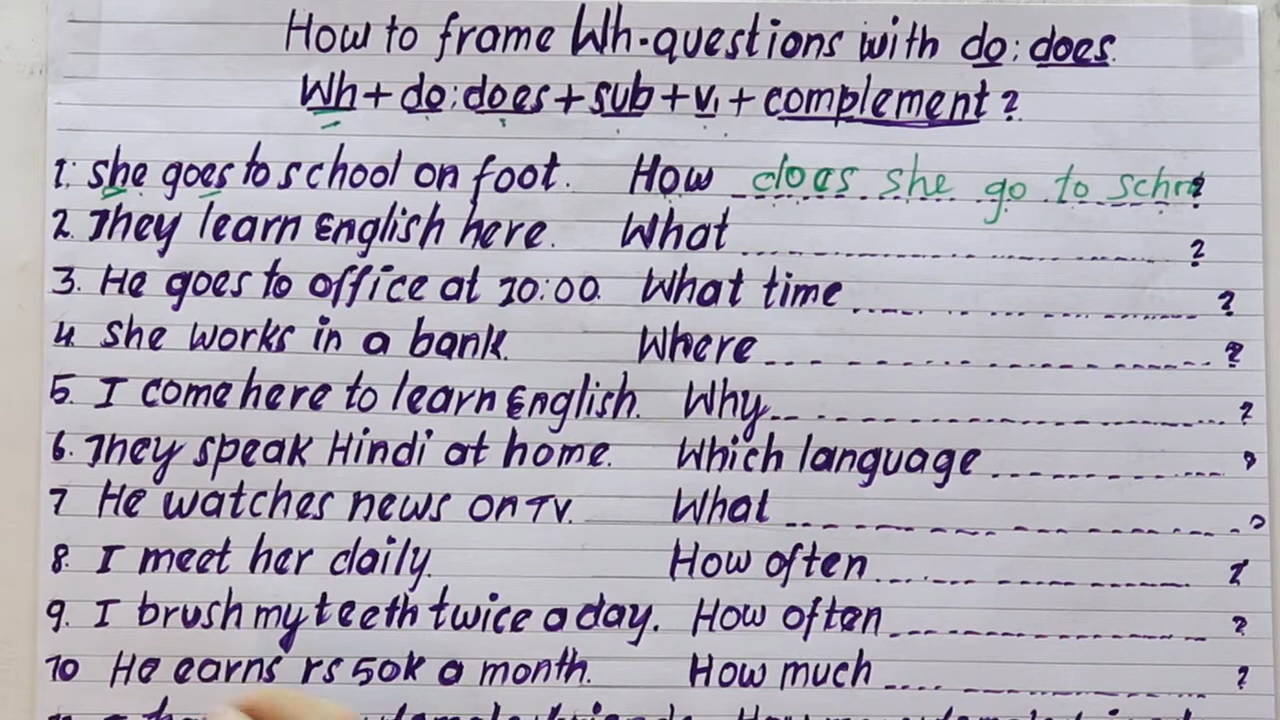 How to frame Wh-questions with do:does.
Wh + do:does + sub + V₁ + complement?
1. She goes to school on foot. How does she go to scho ?
2. They learn English here. What ........ ?
3. He goes to office at 10:00. What time ........ ?
4. She works in a bank. Where ........ ?
5. I come here to learn English. Why ........ ?
6. They speak Hindi at home. Which language ........ ?
7 He watches news on TV. What ........ ?
8. I meet her daily. How often ........ ?
9. I brush my teeth twice a day. How often ........ ?
10 He earns rs 50k a month. How much ........ ?